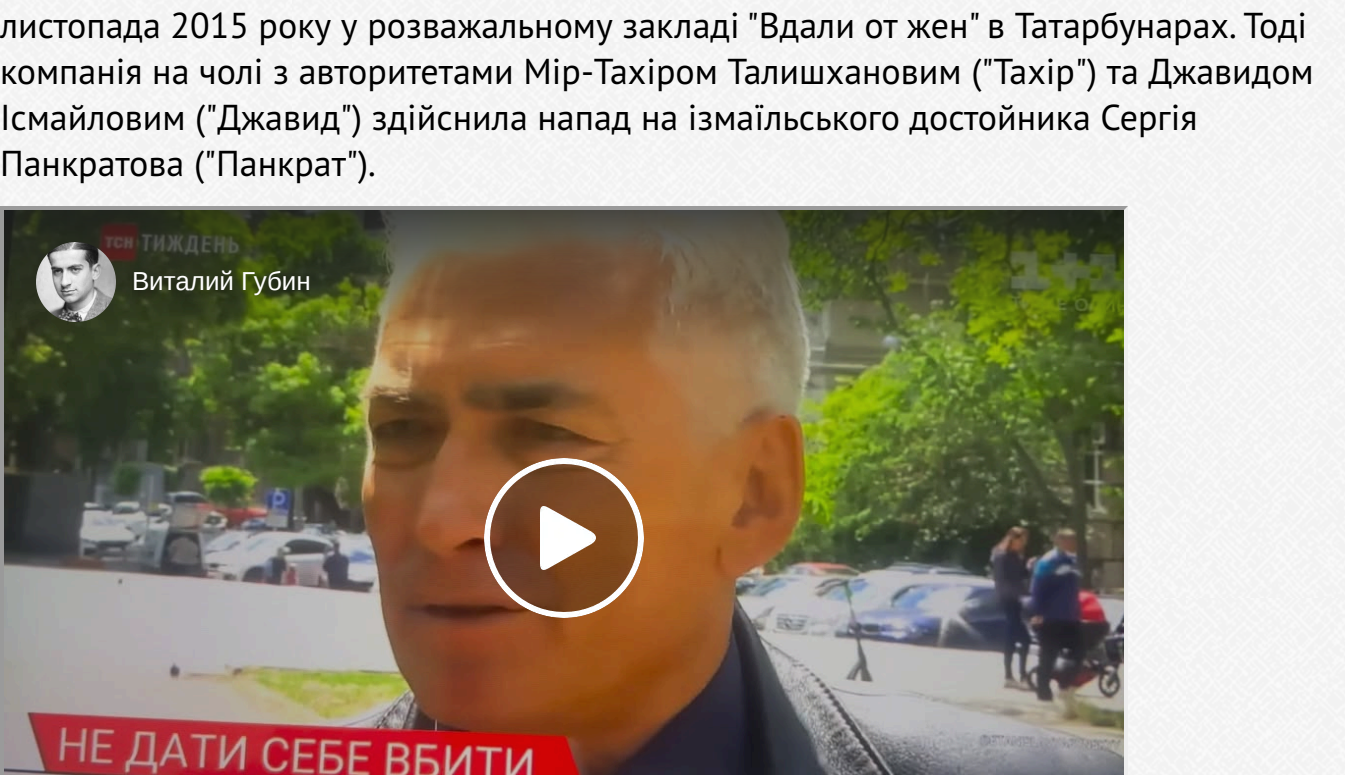 листопада 2015 року у розважальному закладі "Вдали от жен" в Татарбунарах. Тоді
компанія на чолі з авторитетами Мір-Тахіром Талишхановим ("Тахір") та Джавидом
Ісмайловим ("Джавид") здійснила напад на ізмаїльського достойника Сергія
Панкратова ("Панкрат").
ТСН ТИЖДЕНЬ
Виталий Губин
1+1
НЕ ДАТИ СЕБЕ ВБИТИ